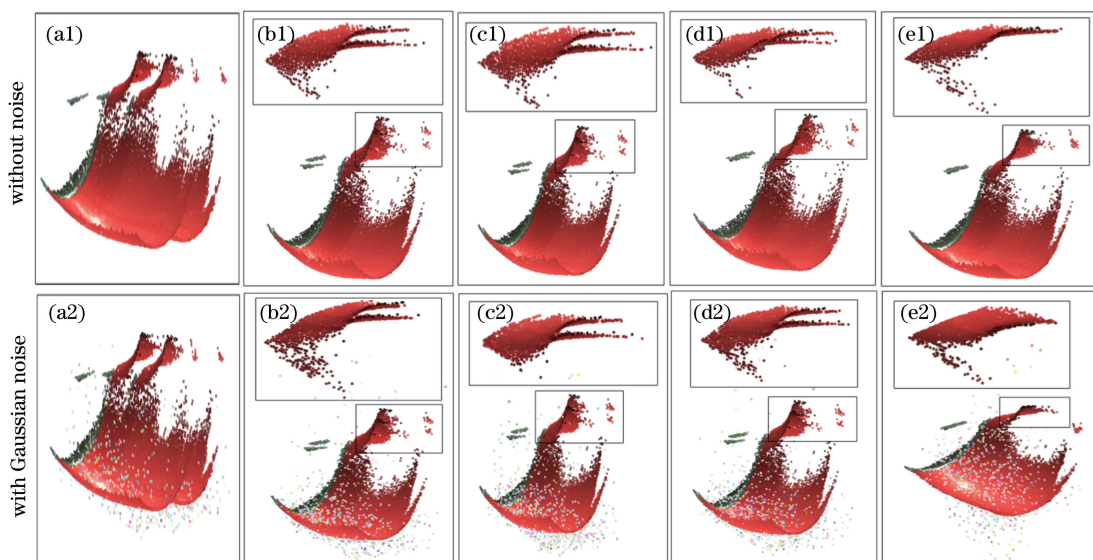 (a1)
(b1)
(c1)
(d1)
(e1)
without noise
(a2)
(b2)
(c2)
(d2)
(e2)
with Gaussian noise